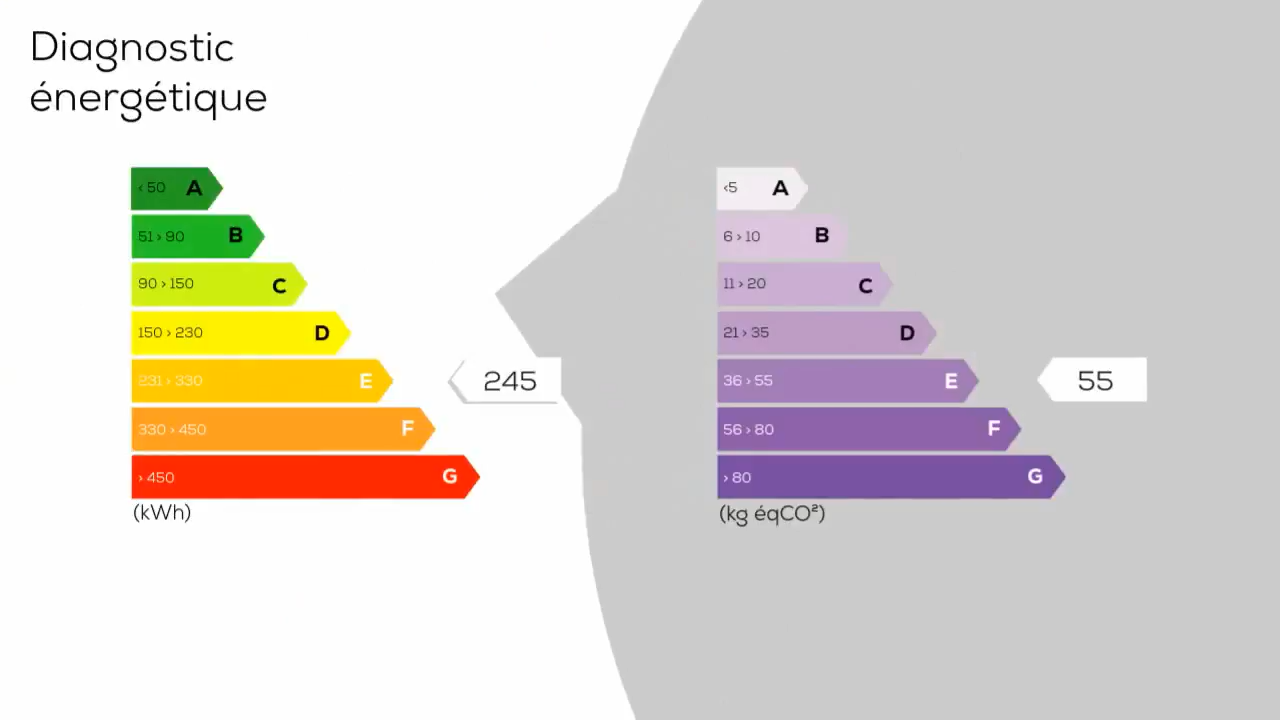 Diagnostic
énergétique
< 50 A
51 > 90 B
90 > 150 C
150 > 230 D
231 > 330 E
245
330 > 450 F
> 450 G
(kWh)
<5 A
6 > 10 B
11 > 20 C
21 > 35 D
36 > 55 E
55
56 > 80 F
> 80 G
(kg éqCO²)